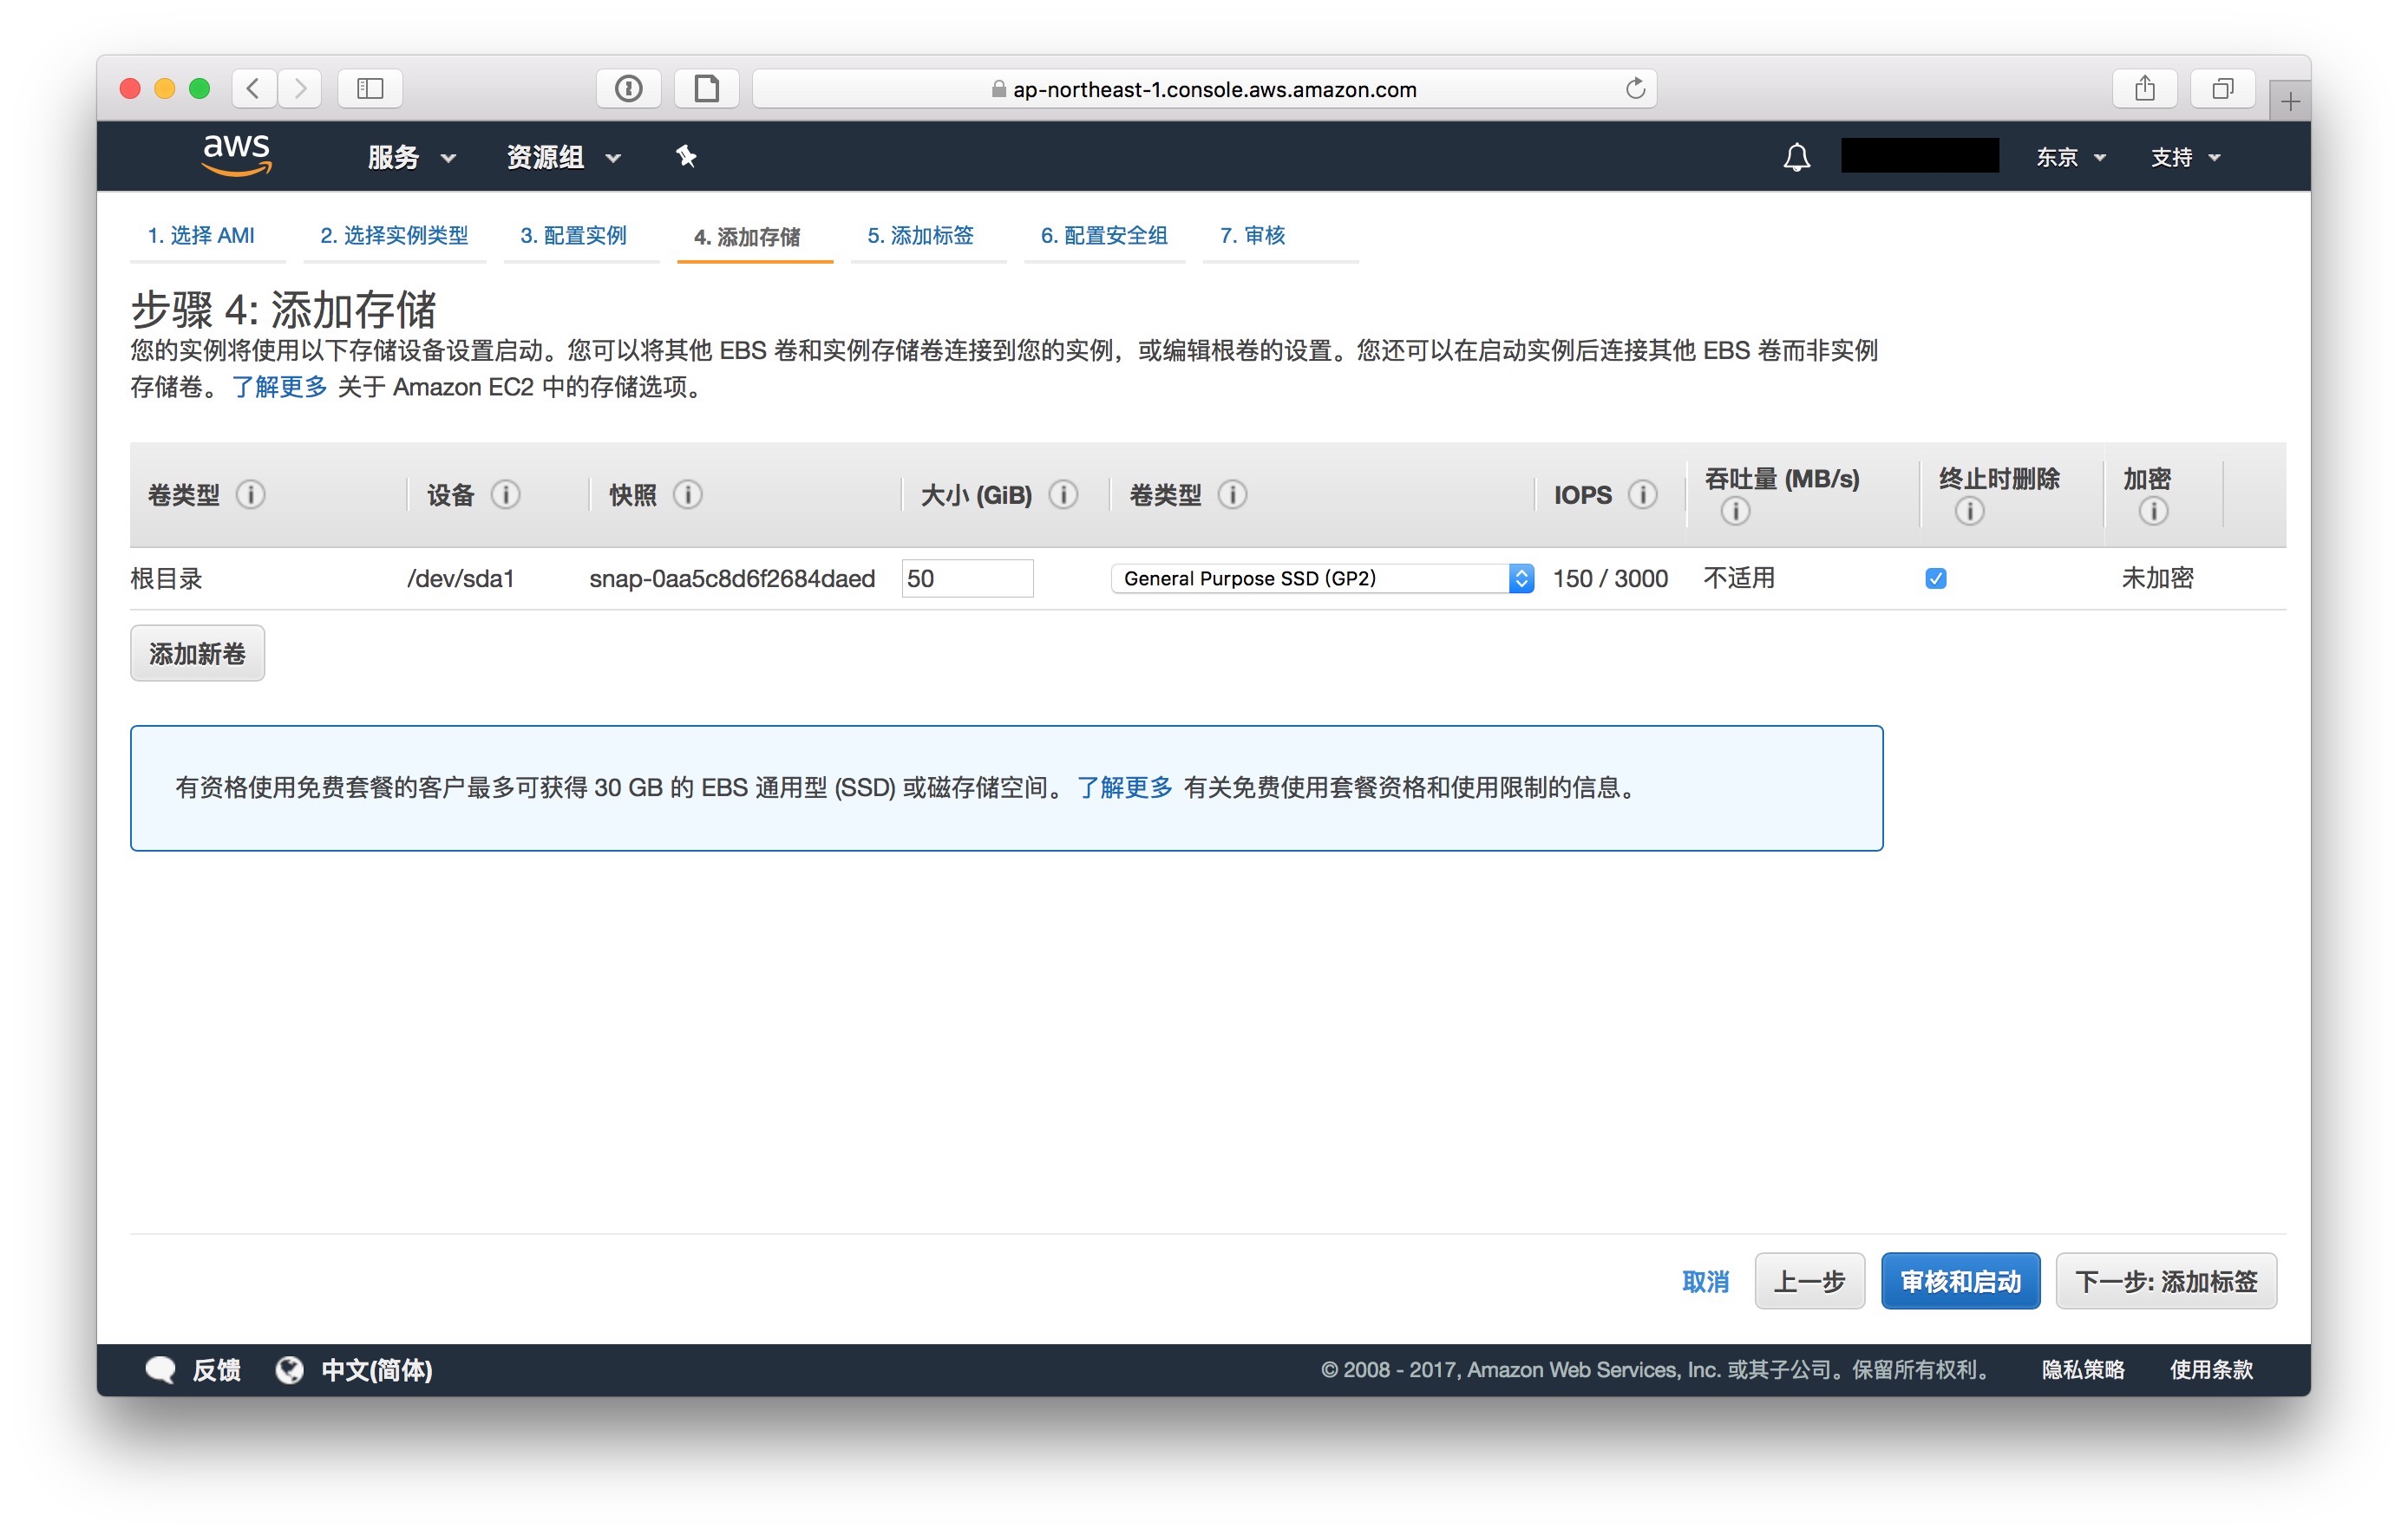 ap-northeast-1.console.aws.amazon.com
aws 服务 资源组 东京 支持
1. 选择 AMI 2. 选择实例类型 3. 配置实例 4. 添加存储 5. 添加标签 6. 配置安全组 7. 审核
步骤 4: 添加存储
您的实例将使用以下存储设备设置启动。您可以将其他 EBS 卷和实例存储卷连接到您的实例，或编辑根卷的设置。您还可以在启动实例后连接其他 EBS 卷而非实例
存储卷。 了解更多 关于 Amazon EC2 中的存储选项。
卷类型 设备 快照 大小 (GiB) 卷类型 IOPS 吞吐量 (MB/s) 终止时删除 加密
根目录 /dev/sda1 snap-0aa5c8d6f2684daed 50 General Purpose SSD (GP2) 150 / 3000 不适用 未加密
添加新卷
有资格使用免费套餐的客户最多可获得 30 GB 的 EBS 通用型 (SSD) 或磁存储空间。 了解更多 有关免费使用套餐资格和使用限制的信息。
取消 上一步 审核和启动 下一步: 添加标签
反馈 中文(简体) © 2008 - 2017, Amazon Web Services, Inc. 或其子公司。保留所有权利。 隐私策略 使用条款